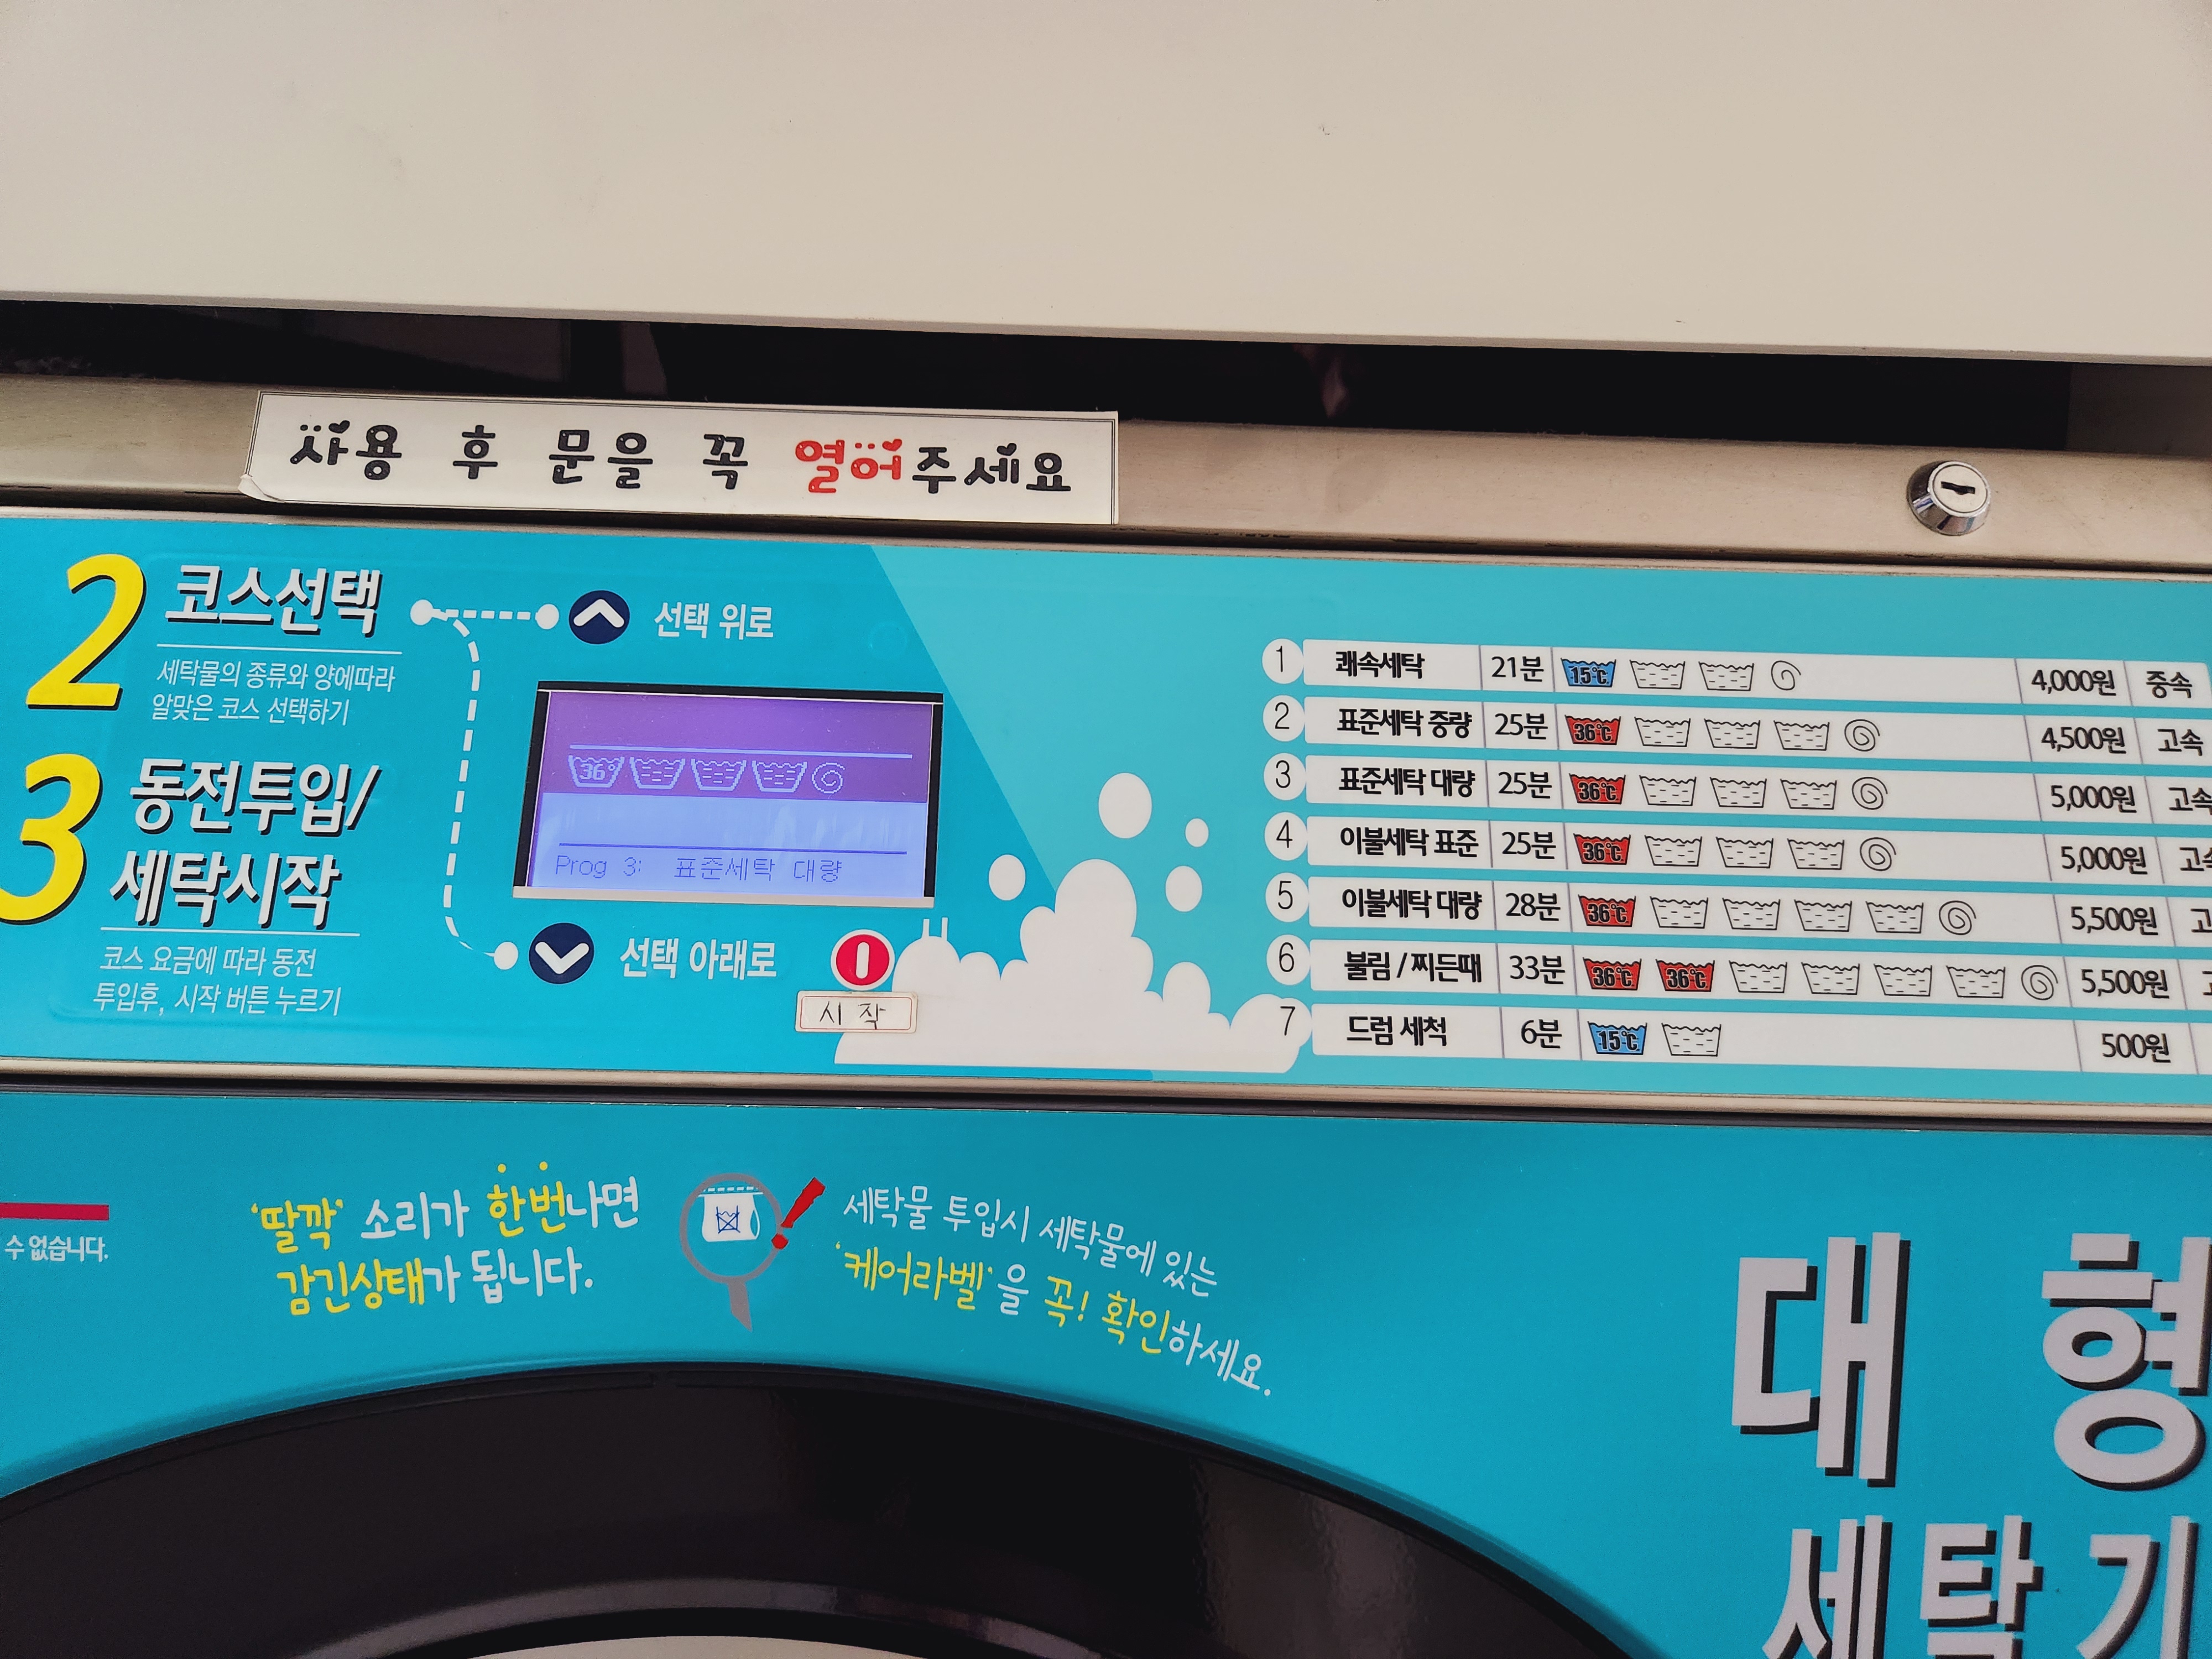 사용 후 문을 꼭 열어주세요
2 코스선택
세탁물의 종류와 양에따라
알맞은 코스 선택하기
선택 위로
3 동전투입/
세탁시작
코스 요금에 따라 동전
투입후, 시작 버튼 누르기
36°
Prog 3: 표준세탁 대량
선택 아래로
시작
1 쾌속세탁 21분 15℃ 4,000원 중속
2 표준세탁 중량 25분 36℃ 4,500원 고속
3 표준세탁 대량 25분 36℃ 5,000원 고속
4 이불세탁 표준 25분 36℃ 5,000원
5 이불세탁 대량 28분 36℃ 5,500원
6 불림 / 찌든때 33분 36℃ 36℃ 5,500원
7 드럼 세척 6분 15℃ 500원
수 없습니다.
'딸깍' 소리가 한번나면
감긴상태가 됩니다.
세탁물 투입시 세탁물에 있는
'케어라벨'을 꼭! 확인하세요.
대형
세탁기